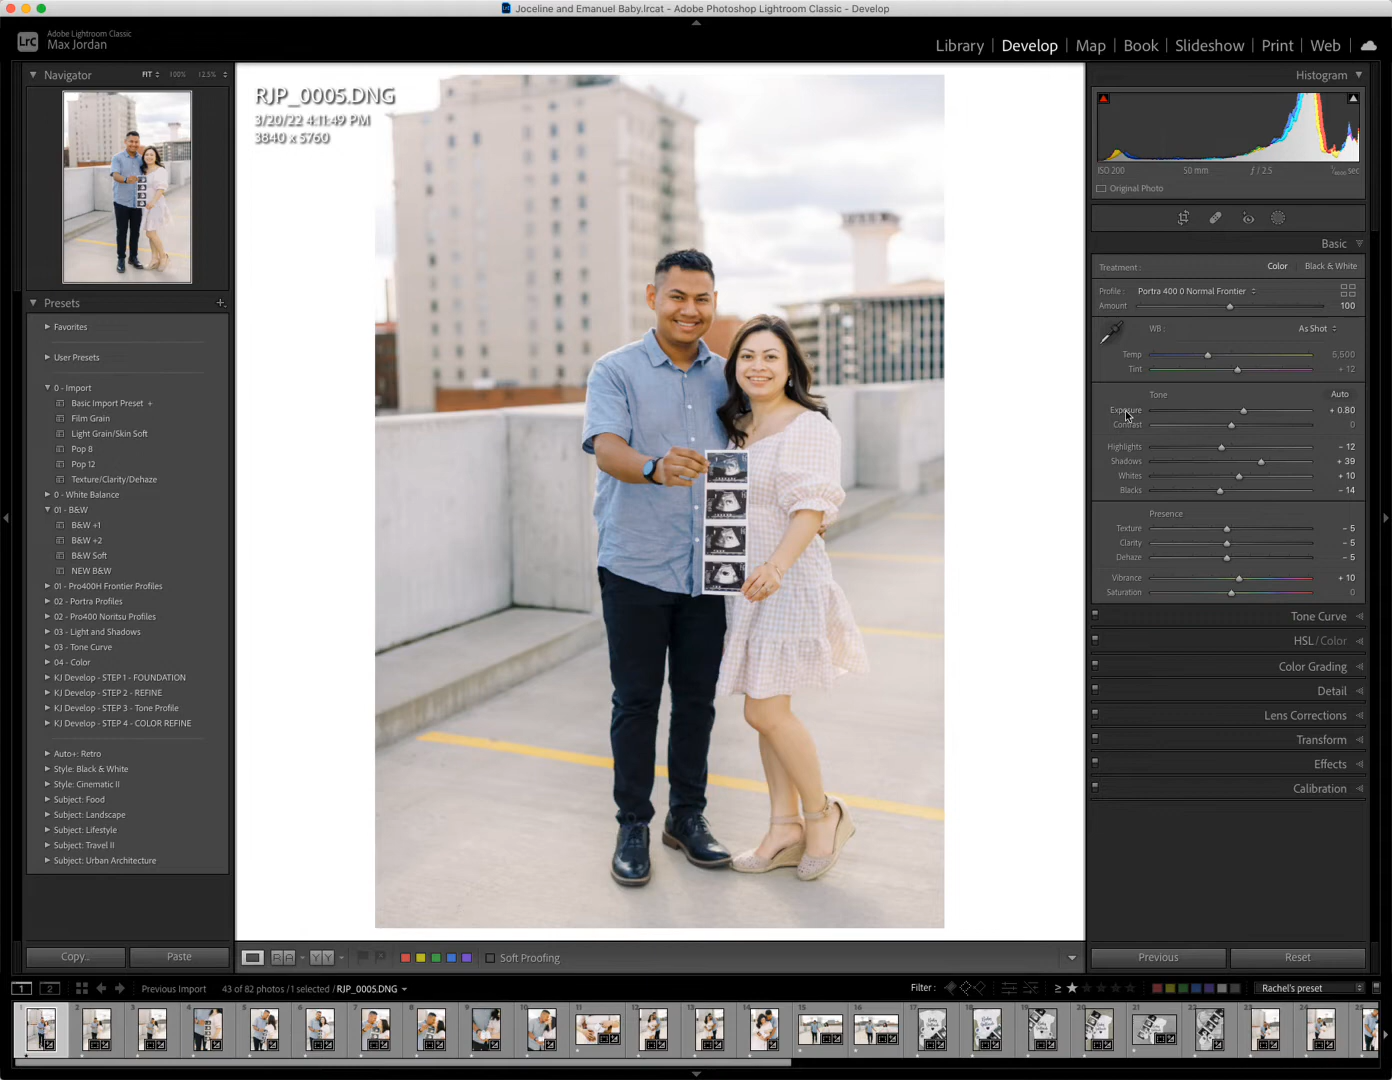 Joceline and Emanuel Baby.lrcat - Adobe Photoshop Lightroom Classic - Develop
LrC
Adobe Lightroom Classic
Max Jordan
Library | Develop | Map | Book | Slideshow | Print | Web
Navigator FIT 100% 12.5%
Presets
Favorites
User Presets
0 - Import
Basic Import Preset +
Film Grain
Light Grain/Skin Soft
Pop 8
Pop 12
Texture/Clarity/Dehaze
0 - White Balance
01 - B&W
B&W +1
B&W +2
B&W Soft
NEW B&W
01 - Pro400H Frontier Profiles
02 - Portra Profiles
02 - Pro400 Noritsu Profiles
03 - Light and Shadows
03 - Tone Curve
04 - Color
KJ Develop - STEP 1 - FOUNDATION
KJ Develop - STEP 2 - REFINE
KJ Develop - STEP 3 - Tone Profile
KJ Develop - STEP 4 - COLOR REFINE
Auto+: Retro
Style: Black & White
Style: Cinematic II
Subject: Food
Subject: Landscape
Subject: Lifestyle
Subject: Travel II
Subject: Urban Architecture
Copy... Paste
RJP_0005.DNG
3/20/22 4:11:49 PM
3840 x 5760
Soft Proofing
Histogram
ISO 200 50 mm ƒ / 2.5 sec
Original Photo
Basic
Treatment : Color Black & White
Profile : Portra 400 0 Normal Frontier
Amount 100
WB : As Shot
Temp 5,500
Tint + 12
Tone Auto
Exposure + 0.80
Contrast 0
Highlights - 12
Shadows + 39
Whites + 10
Blacks - 14
Presence
Texture - 5
Clarity - 5
Dehaze - 5
Vibrance + 10
Saturation 0
Tone Curve
HSL / Color
Color Grading
Detail
Lens Corrections
Transform
Effects
Calibration
Previous Reset
1 2 Previous Import 43 of 82 photos / 1 selected / RJP_0005.DNG Filter : ≥ ★ Rachel's preset